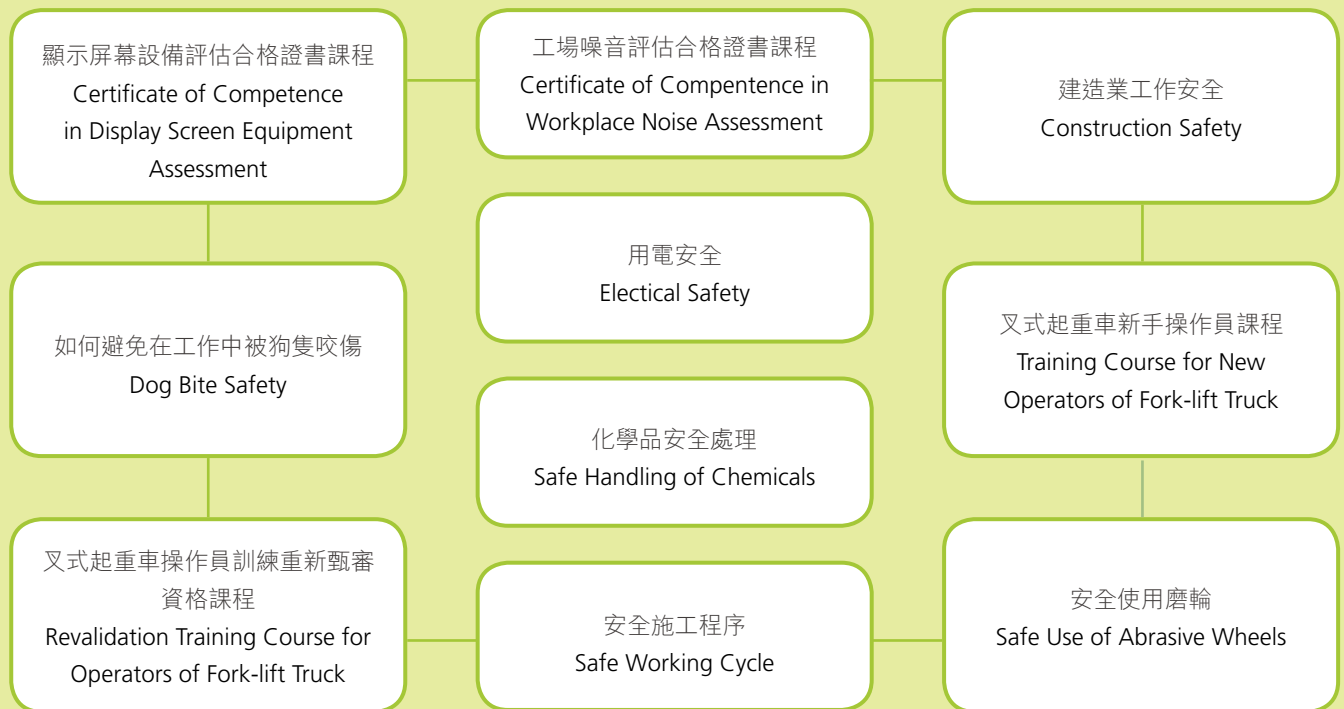 顯示屏幕設備評估合格證書課程
Certificate of Competence
in Display Screen Equipment
Assessment
工場噪音評估合格證書課程
Certificate of Compentence in
Workplace Noise Assessment
建造業工作安全
Construction Safety
用電安全
Electical Safety
如何避免在工作中被狗隻咬傷
Dog Bite Safety
叉式起重車新手操作員課程
Training Course for New
Operators of Fork-lift Truck
化學品安全處理
Safe Handling of Chemicals
叉式起重車操作員訓練重新甄審
資格課程
Revalidation Training Course for
Operators of Fork-lift Truck
安全施工程序
Safe Working Cycle
安全使用磨輪
Safe Use of Abrasive Wheels